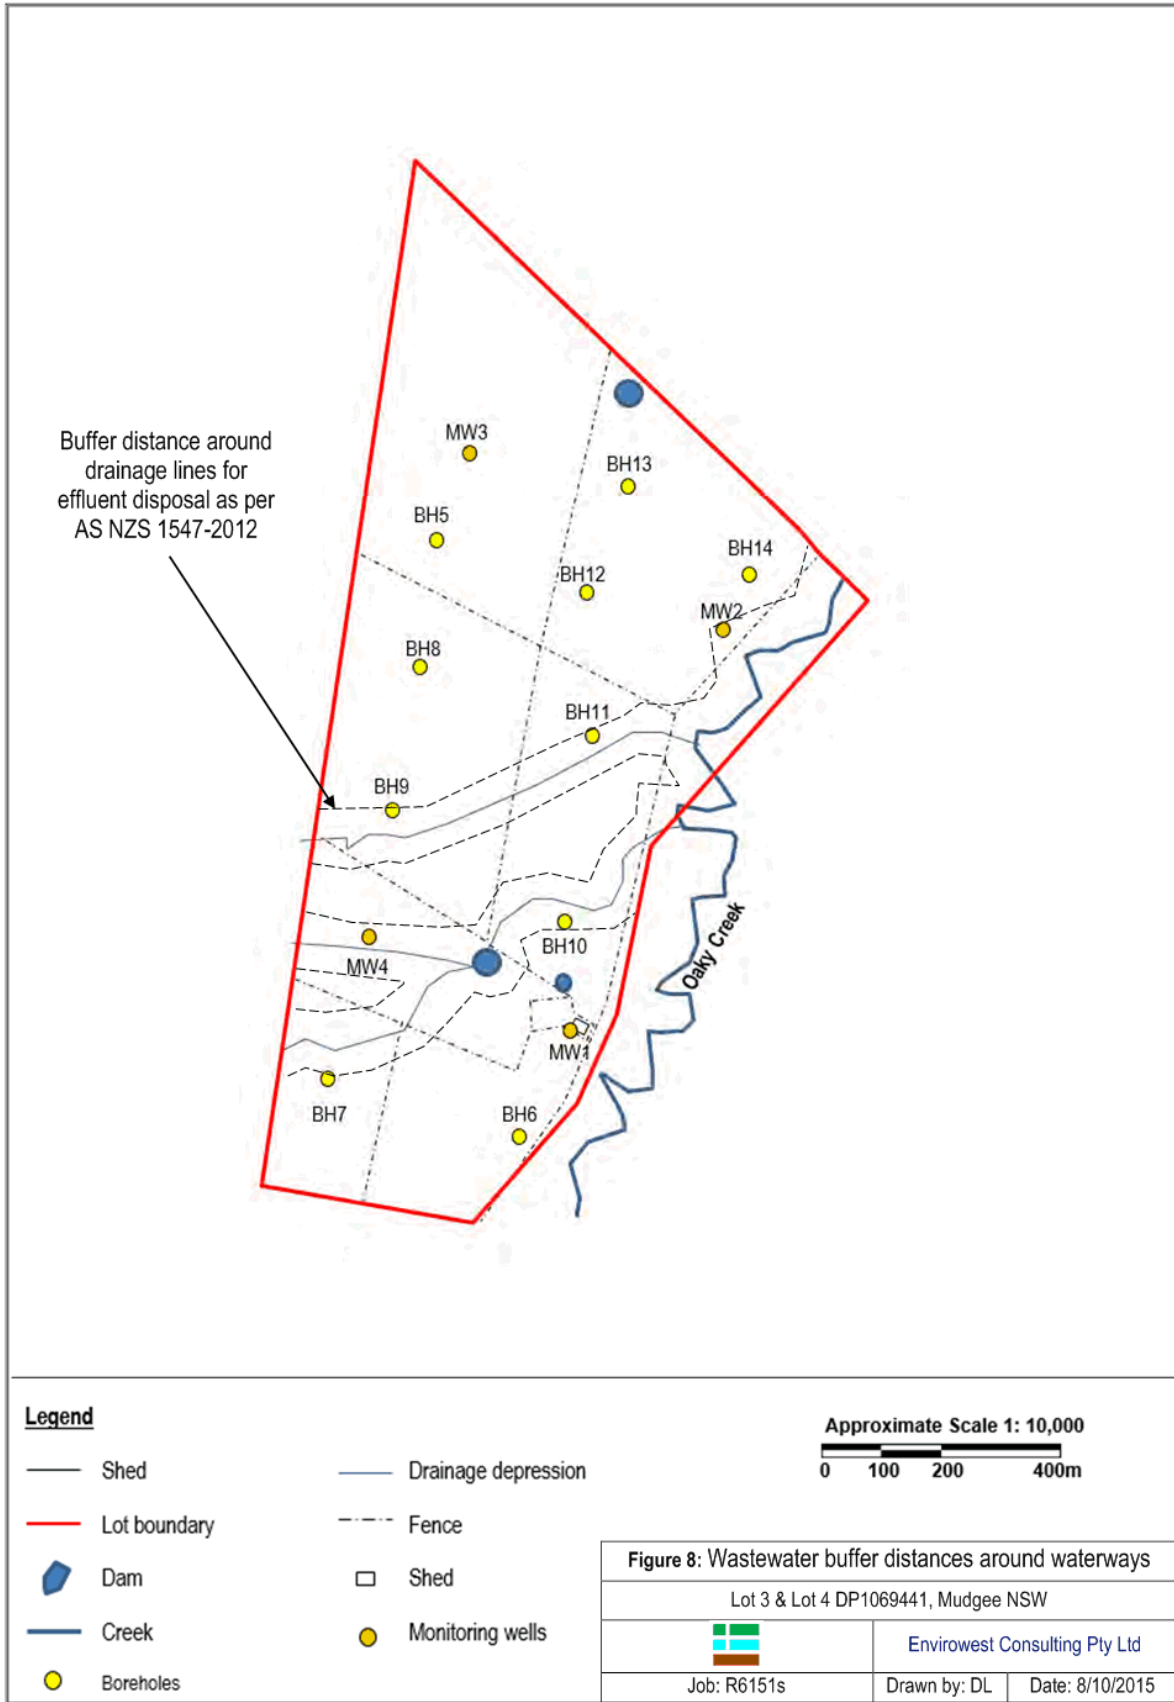 Buffer distance around
drainage lines for
effluent disposal as per
AS NZS 1547-2012
MW3
BH13
BH5
BH14
BH12
MW2
BH8
BH11
BH9
BH10
MW4
Oaky Creek
MW1
BH7
BH6
Legend
Shed
Drainage depression
Lot boundary
Fence
Dam
Shed
Creek
Monitoring wells
Boreholes
Approximate Scale 1: 10,000
0 100 200 400m
Figure 8: Wastewater buffer distances around waterways
Lot 3 & Lot 4 DP1069441, Mudgee NSW
Envirowest Consulting Pty Ltd
Job: R6151s
Drawn by: DL
Date: 8/10/2015